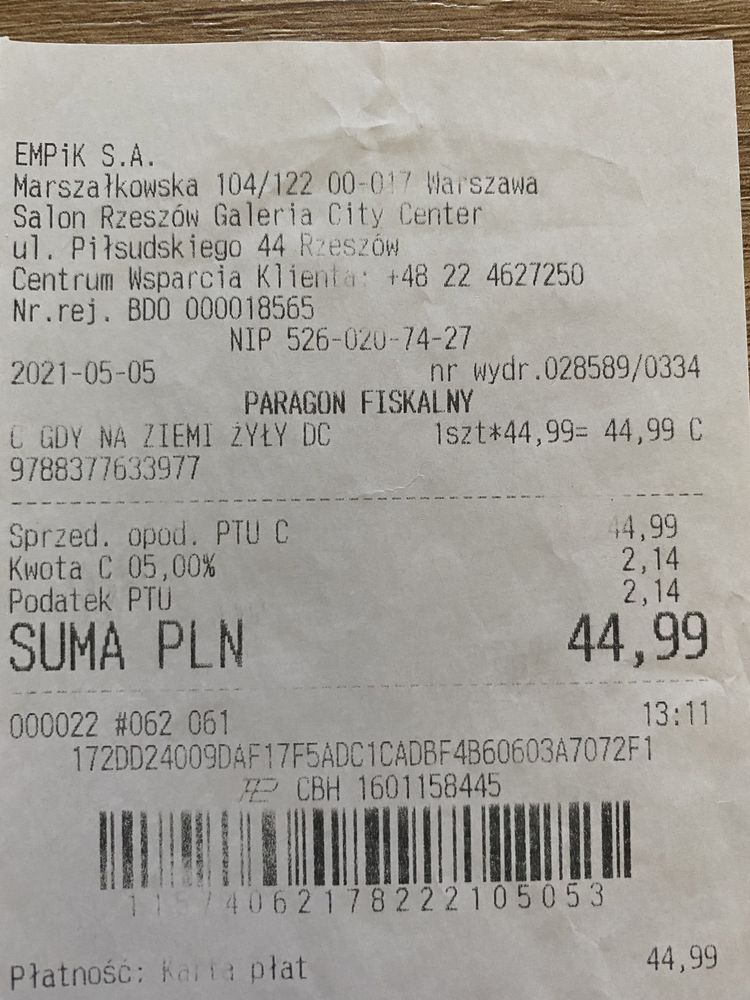 EMPiK S.A.
Marszałkowska 104/122 00-017 Warszawa
Salon Rzeszów Galeria City Center
ul. Piłsudskiego 44 Rzeszów
Centrum Wsparcia Klienta: +48 22 4627250
Nr.rej. BDO 000018565
NIP 526-020-74-27
2021-05-05 nr wydr.028589/0334
PARAGON FISKALNY
C GDY NA ZIEMI ŻYŁY DC 1szt*44,99= 44,99 C
9788377633977
Sprzed. opod. PTU C 44,99
Kwota C 05,00% 2,14
Podatek PTU 2,14
SUMA PLN 44,99
000022 #062 061 13:11
172DD24009DAF17F5ADC1CADBF4B60603A7072F1
CBH 1601158445
11574062178222105053
Płatność: Karta płat 44,99